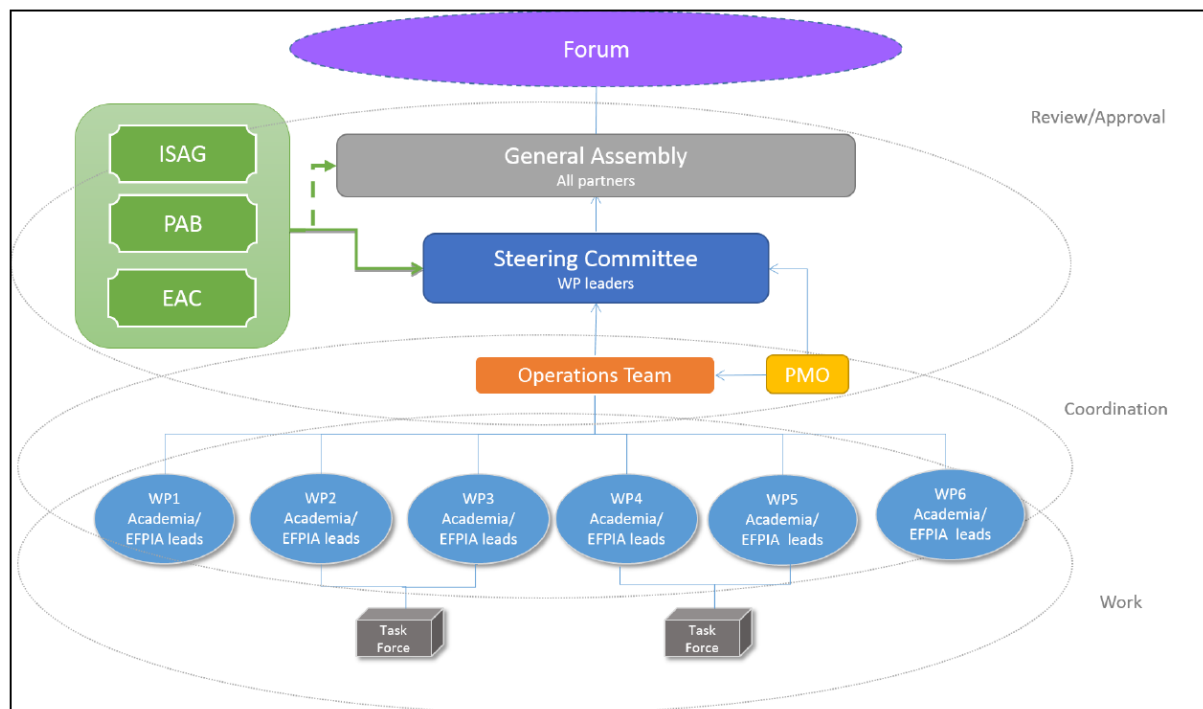 Forum
Review/Approval
ISAG
General Assembly
All partners
PAB
Steering Committee
WP leaders
EAC
Operations Team
PMO
Coordination
WP1
Academia/
EFPIA leads
WP2
Academia/
EFPIA leads
WP3
Academia/
EFPIA leads
WP4
Academia/
EFPIA leads
WP5
Academia/
EFPIA leads
WP6
Academia/
EFPIA leads
Work
Task
Force
Task
Force